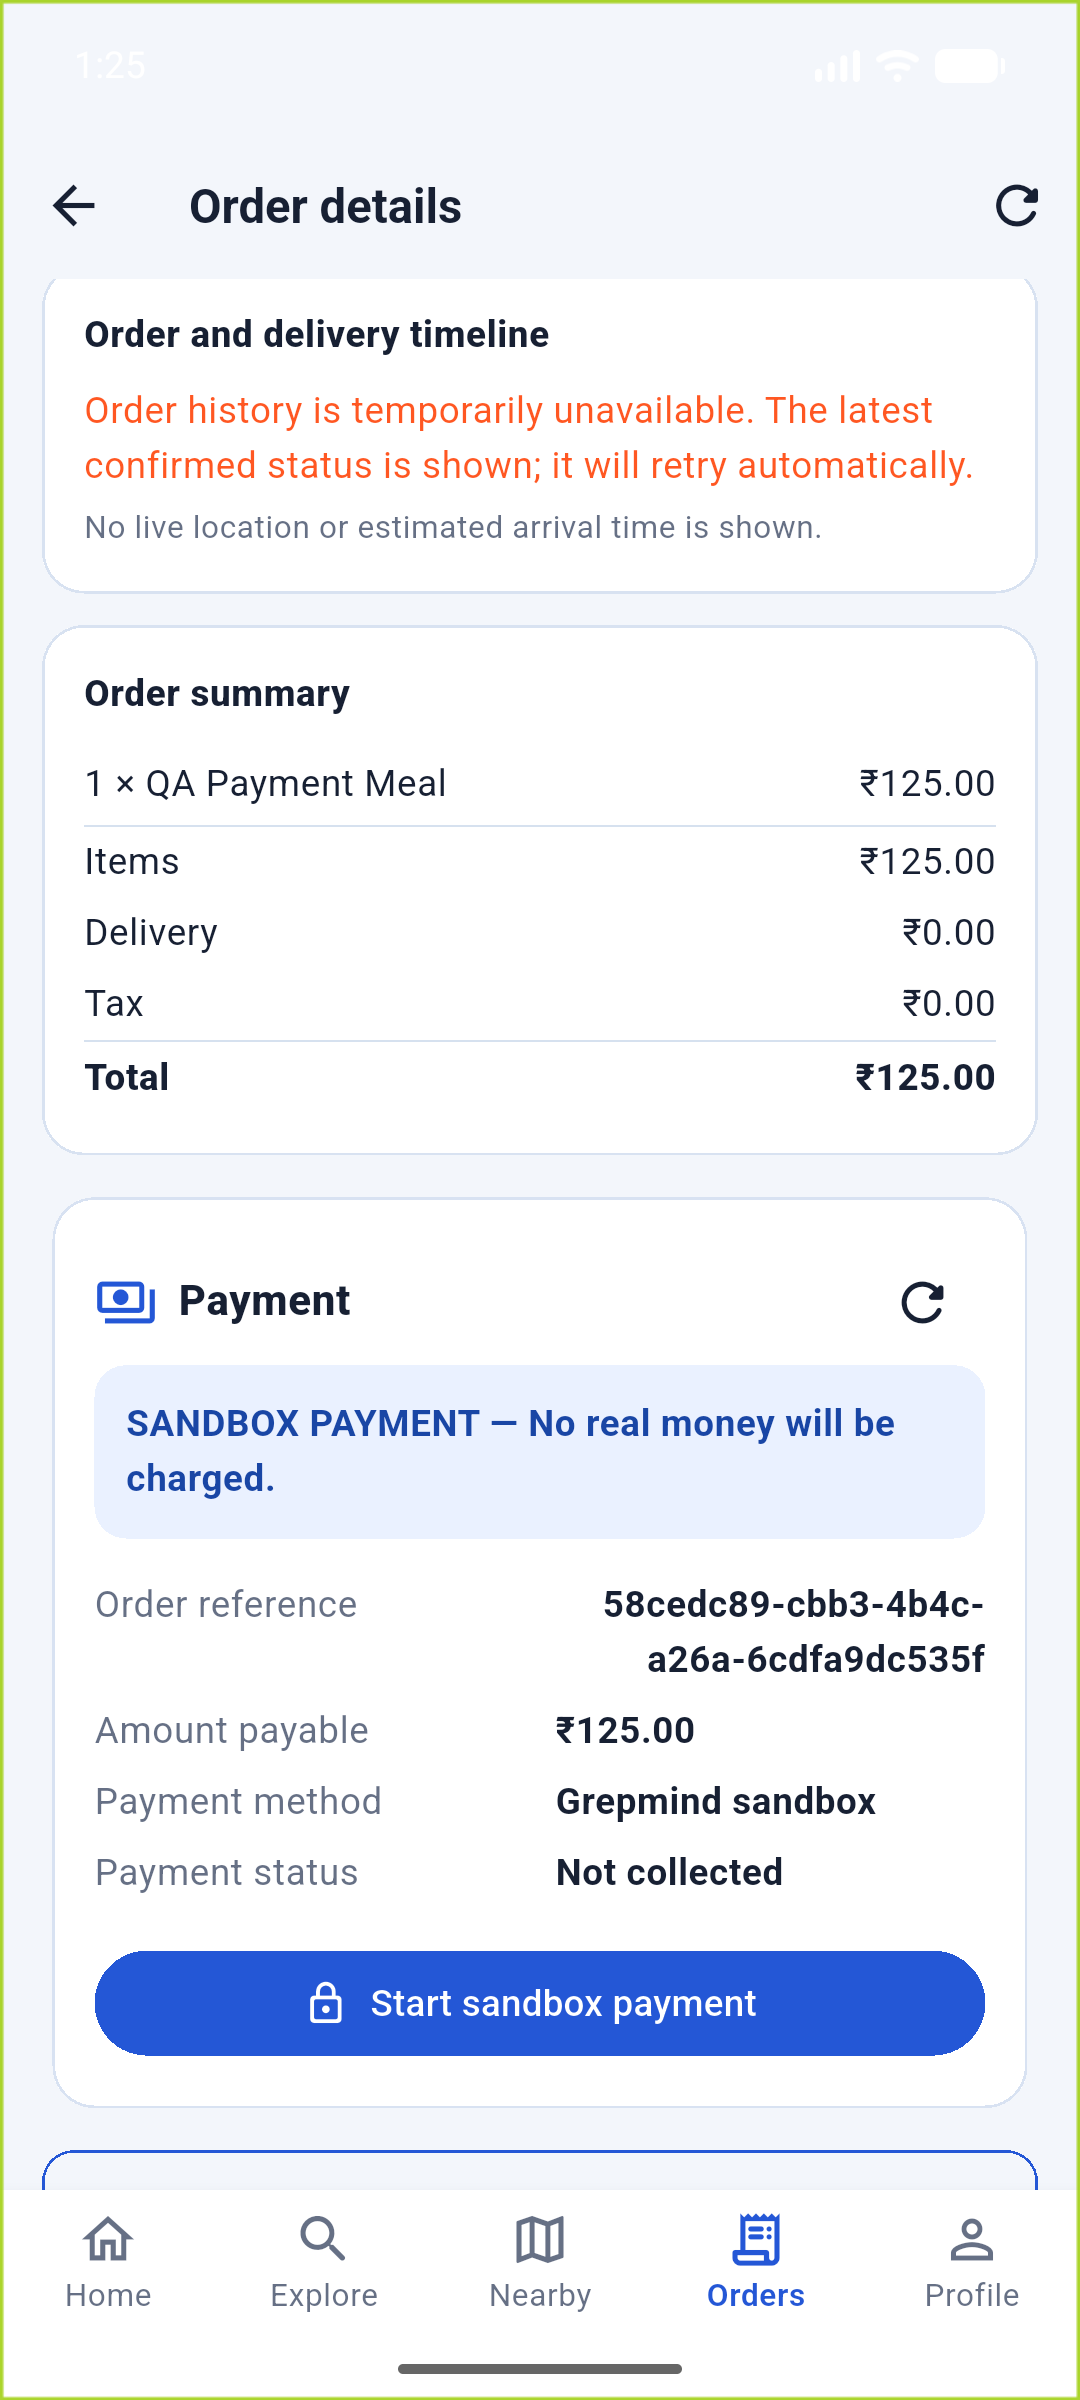 1:25
Order details
Order and delivery timeline
Order history is temporarily unavailable. The latest
confirmed status is shown; it will retry automatically.
No live location or estimated arrival time is shown.
Order summary
1 × QA Payment Meal ₹125.00
Items ₹125.00
Delivery ₹0.00
Tax ₹0.00
Total ₹125.00
Payment
SANDBOX PAYMENT — No real money will be
charged.
Order reference 58cedc89-cbb3-4b4c-
a26a-6cdfa9dc535f
Amount payable ₹125.00
Payment method Grepmind sandbox
Payment status Not collected
Start sandbox payment
Home Explore Nearby Orders Profile